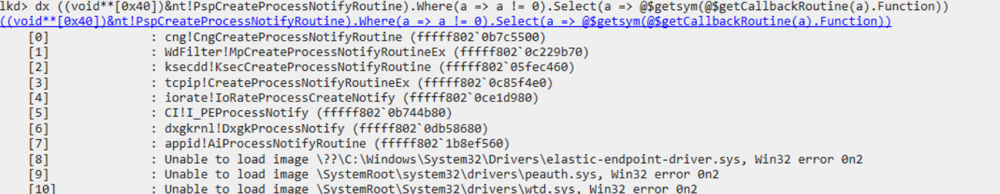 lkd> dx ((void**[0x40])&nt!PspCreateProcessNotifyRoutine).Where(a => a != 0).Select(a => @$getsym(@$getCallbackRoutine(a).Function))
((void**[0x40])&nt!PspCreateProcessNotifyRoutine).Where(a => a != 0).Select(a => @$getsym(@$getCallbackRoutine(a).Function))
[0] : cng!CngCreateProcessNotifyRoutine (fffff802`0b7c5500)
[1] : WdFilter!MpCreateProcessNotifyRoutineEx (fffff802`0c229b70)
[2] : ksecdd!KsecCreateProcessNotifyRoutine (fffff802`05fec460)
[3] : tcpip!CreateProcessNotifyRoutineEx (fffff802`0c85f4e0)
[4] : iorate!IoRateProcessCreateNotify (fffff802`0ce1d980)
[5] : CI!I_PEProcessNotify (fffff802`0b744b80)
[6] : dxgkrnl!DxgkProcessNotify (fffff802`0db58680)
[7] : appid!AiProcessNotifyRoutine (fffff802`1b8ef560)
[8] : Unable to load image \??\C:\Windows\System32\Drivers\elastic-endpoint-driver.sys, Win32 error 0n2
[9] : Unable to load image \SystemRoot\system32\drivers\peauth.sys, Win32 error 0n2
[10] : Unable to load image \SystemRoot\System32\drivers\wtd.sys, Win32 error 0n2